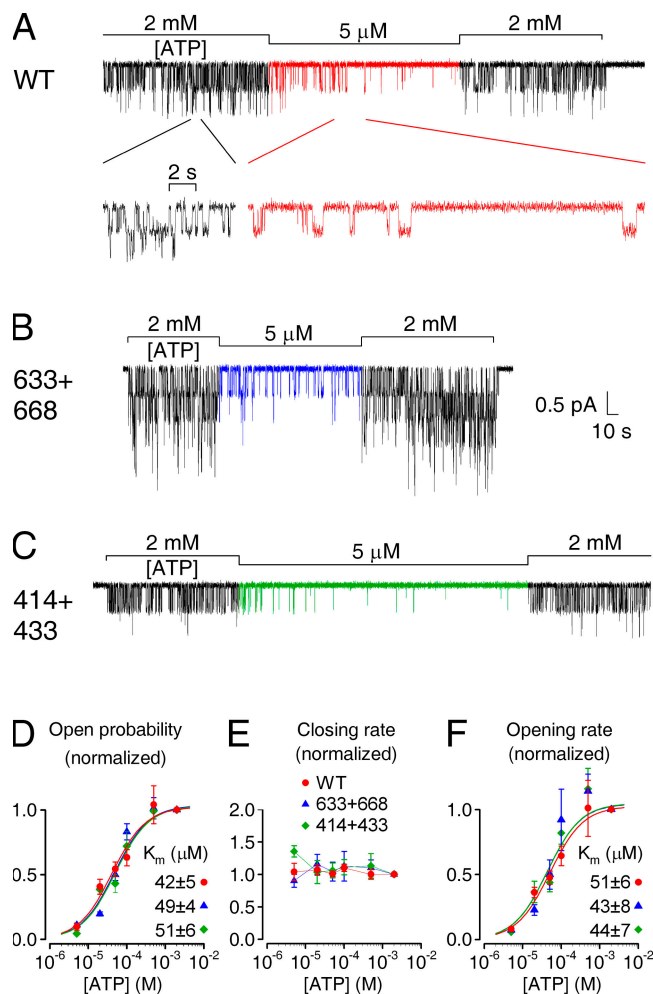 A
2 mM
5 µM
2 mM
[ATP]
WT
2 s
B
2 mM
5 µM
2 mM
[ATP]
633+
668
0.5 pA
10 s
C
2 mM
5 µM
2 mM
[ATP]
414+
433
D Open probability
(normalized)
1.0
0.5
0.0
Km (µM)
42±5
49±4
51±6
10-6 10-5 10-4 10-3 10-2
[ATP] (M)
E Closing rate
(normalized)
WT
633+668
414+433
2.0
1.5
1.0
0.5
0.0
10-6 10-5 10-4 10-3 10-2
[ATP] (M)
F Opening rate
(normalized)
1.0
0.5
0.0
Km (µM)
51±6
43±8
44±7
10-6 10-5 10-4 10-3 10-2
[ATP] (M)